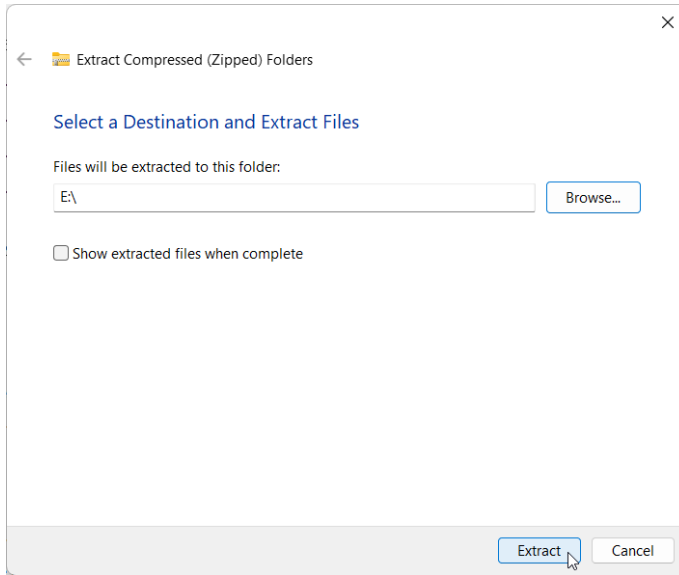 Extract Compressed (Zipped) Folders
Select a Destination and Extract Files
Files will be extracted to this folder:
E:\
Browse...
Show extracted files when complete
Extract
Cancel